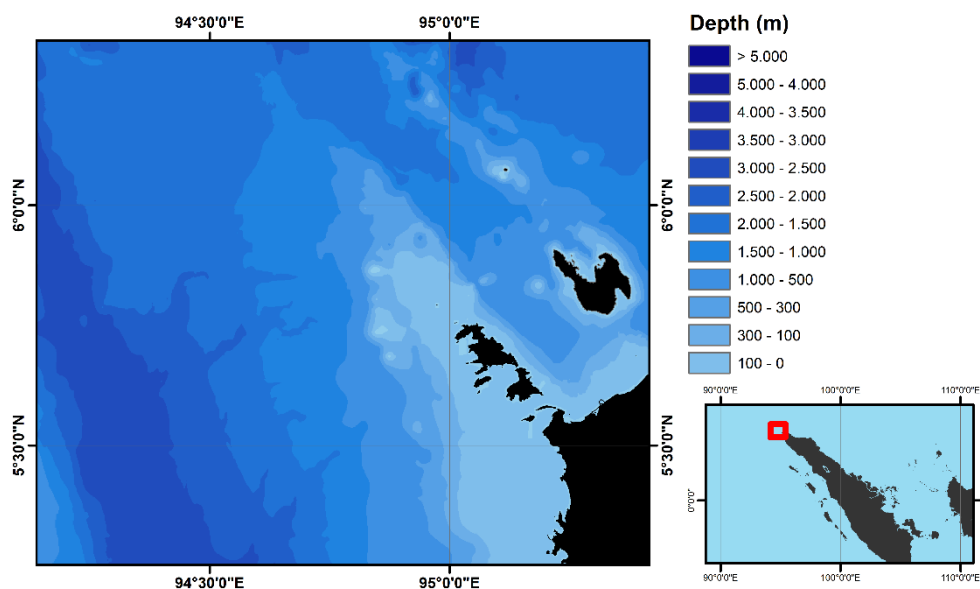 94°30'0"E
95°0'0"E
6°0'0"N
5°30'0"N
6°0'0"N
5°30'0"N
94°30'0"E
95°0'0"E
Depth (m)
> 5.000
5.000 - 4.000
4.000 - 3.500
3.500 - 3.000
3.000 - 2.500
2.500 - 2.000
2.000 - 1.500
1.500 - 1.000
1.000 - 500
500 - 300
300 - 100
100 - 0
90°0'0"E
100°0'0"E
110°0'0"E
0°0'0"
90°0'0"E
100°0'0"E
110°0'0"E